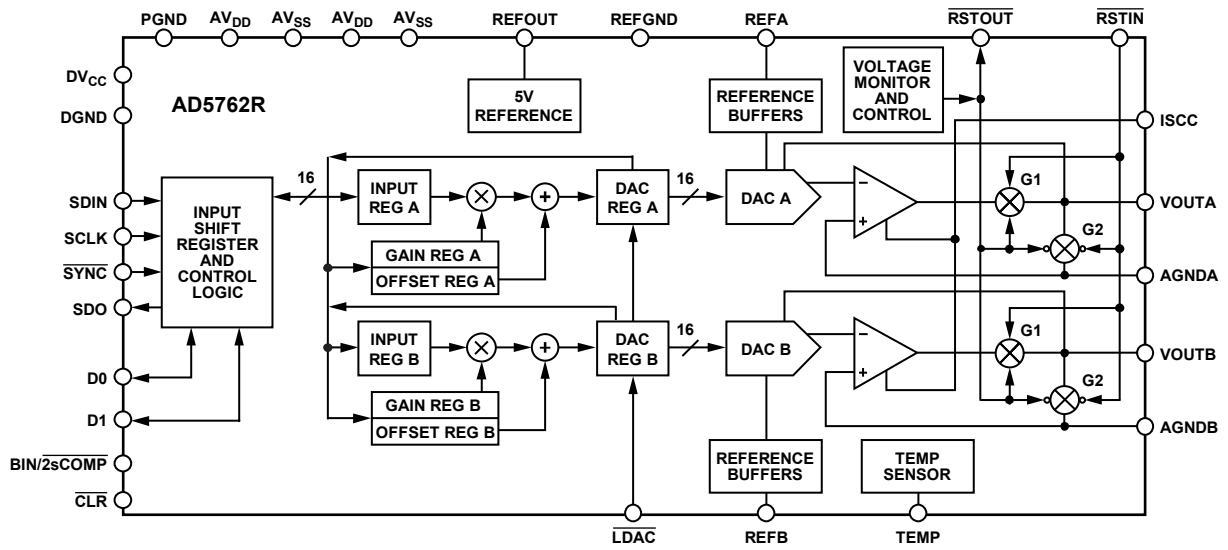 PGND AVDD AVSS AVDD AVSS REFOUT REFGND REFA RSTOUT RSTIN
DVCC
DGND
AD5762R
5V
REFERENCE
REFERENCE
BUFFERS
VOLTAGE
MONITOR
AND
CONTROL
ISCC
SDIN
SCLK
SYNC
SDO
D0
D1
BIN/2sCOMP
CLR
INPUT
SHIFT
REGISTER
AND
CONTROL
LOGIC
16
INPUT
REG A
×
+
DAC
REG A
16
DAC A
−
+
G1
G2
VOUTA
AGNDA
GAIN REG A
OFFSET REG A
INPUT
REG B
×
+
DAC
REG B
16
DAC B
−
+
G1
G2
VOUTB
AGNDB
GAIN REG B
OFFSET REG B
REFERENCE
BUFFERS
TEMP
SENSOR
LDAC REFB TEMP